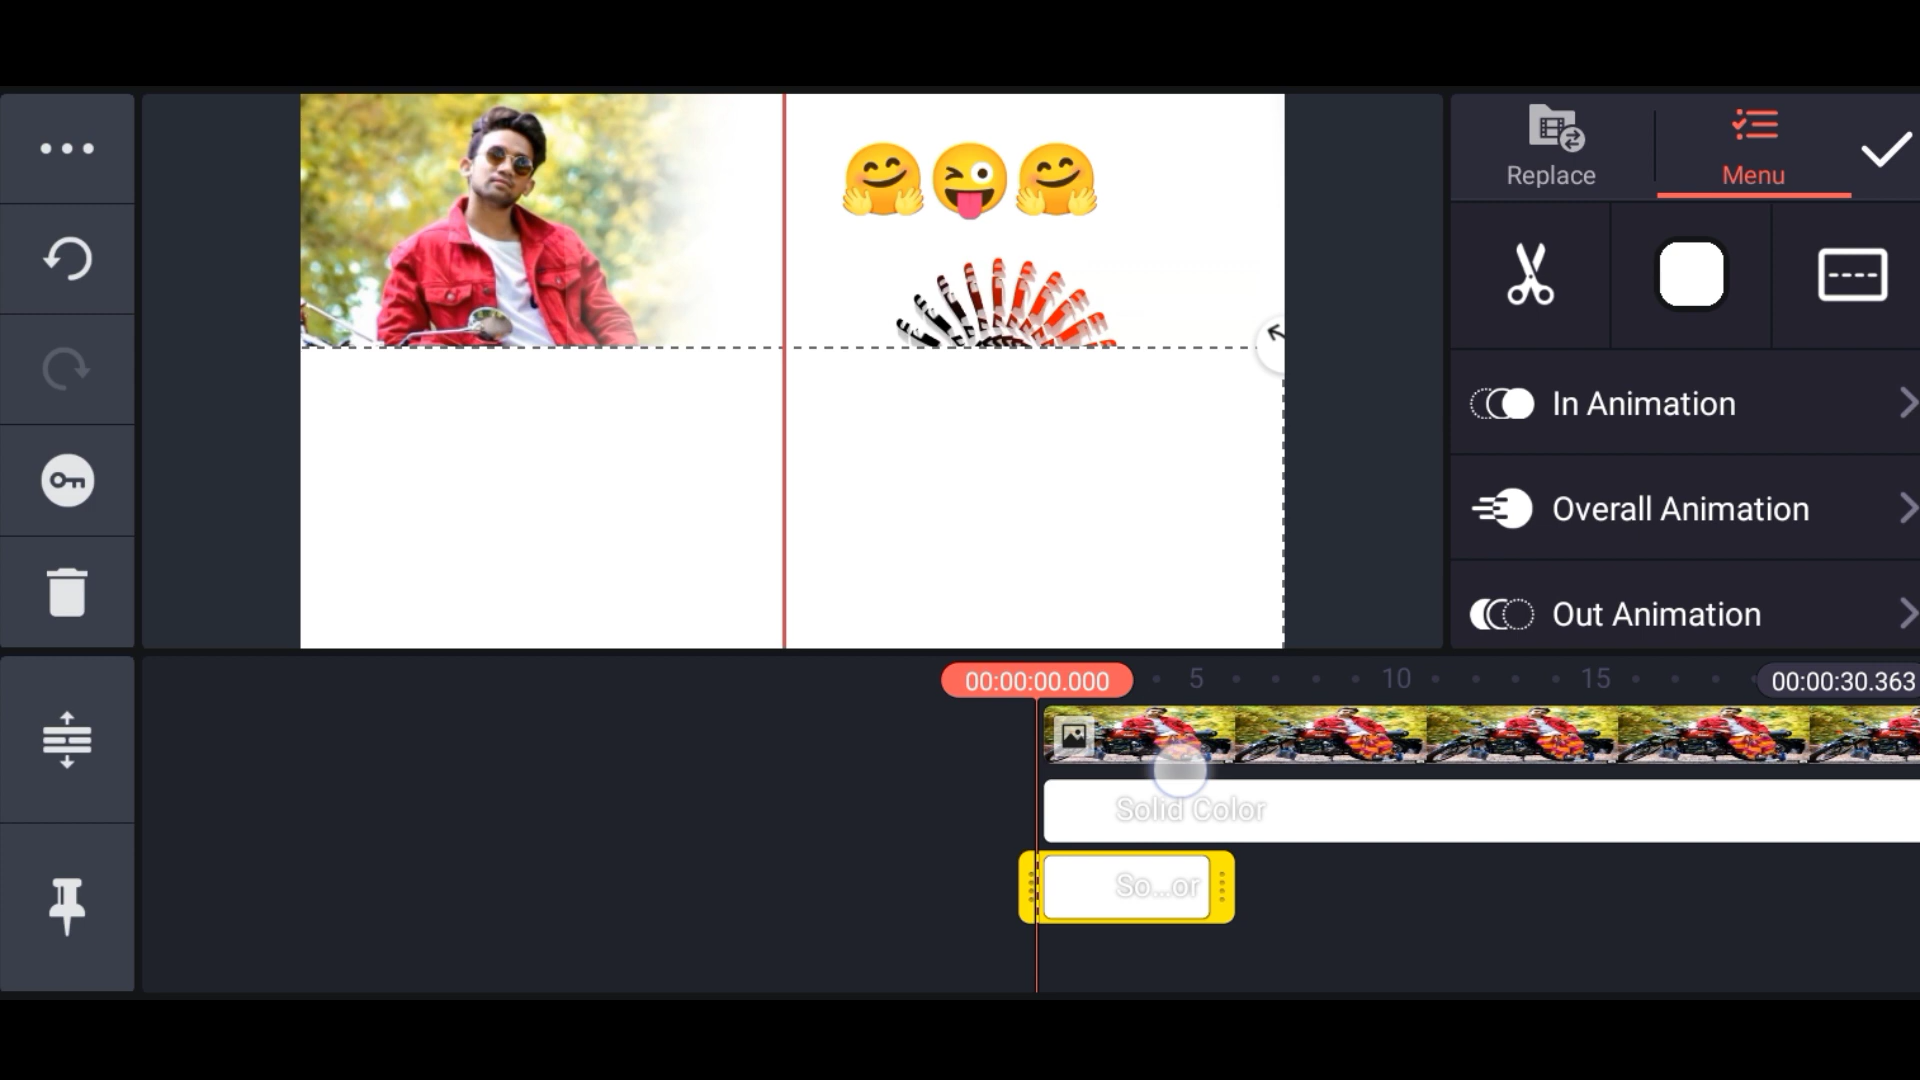 Replace
Menu
In Animation
Overall Animation
Out Animation
00:00:00.000
5
10
15
00:00:30.363
Solid Color
So...or